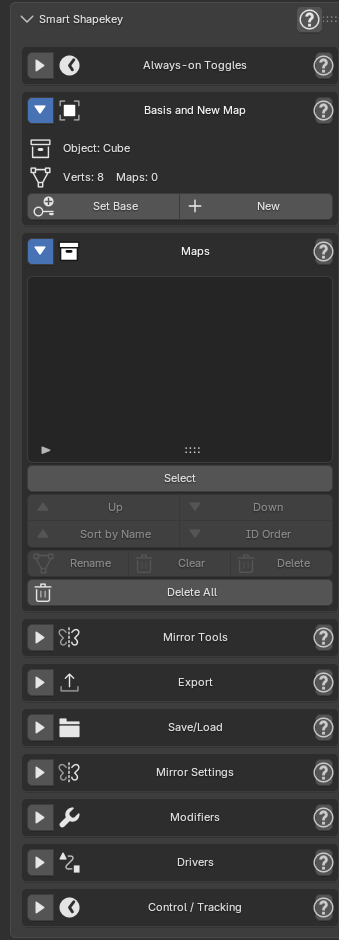 Smart Shapekey
Always-on Toggles
Basis and New Map
Object: Cube
Verts: 8 Maps: 0
Set Base New
Maps
Select
Up Down
Sort by Name ID Order
Rename Clear Delete
Delete All
Mirror Tools
Export
Save/Load
Mirror Settings
Modifiers
Drivers
Control / Tracking